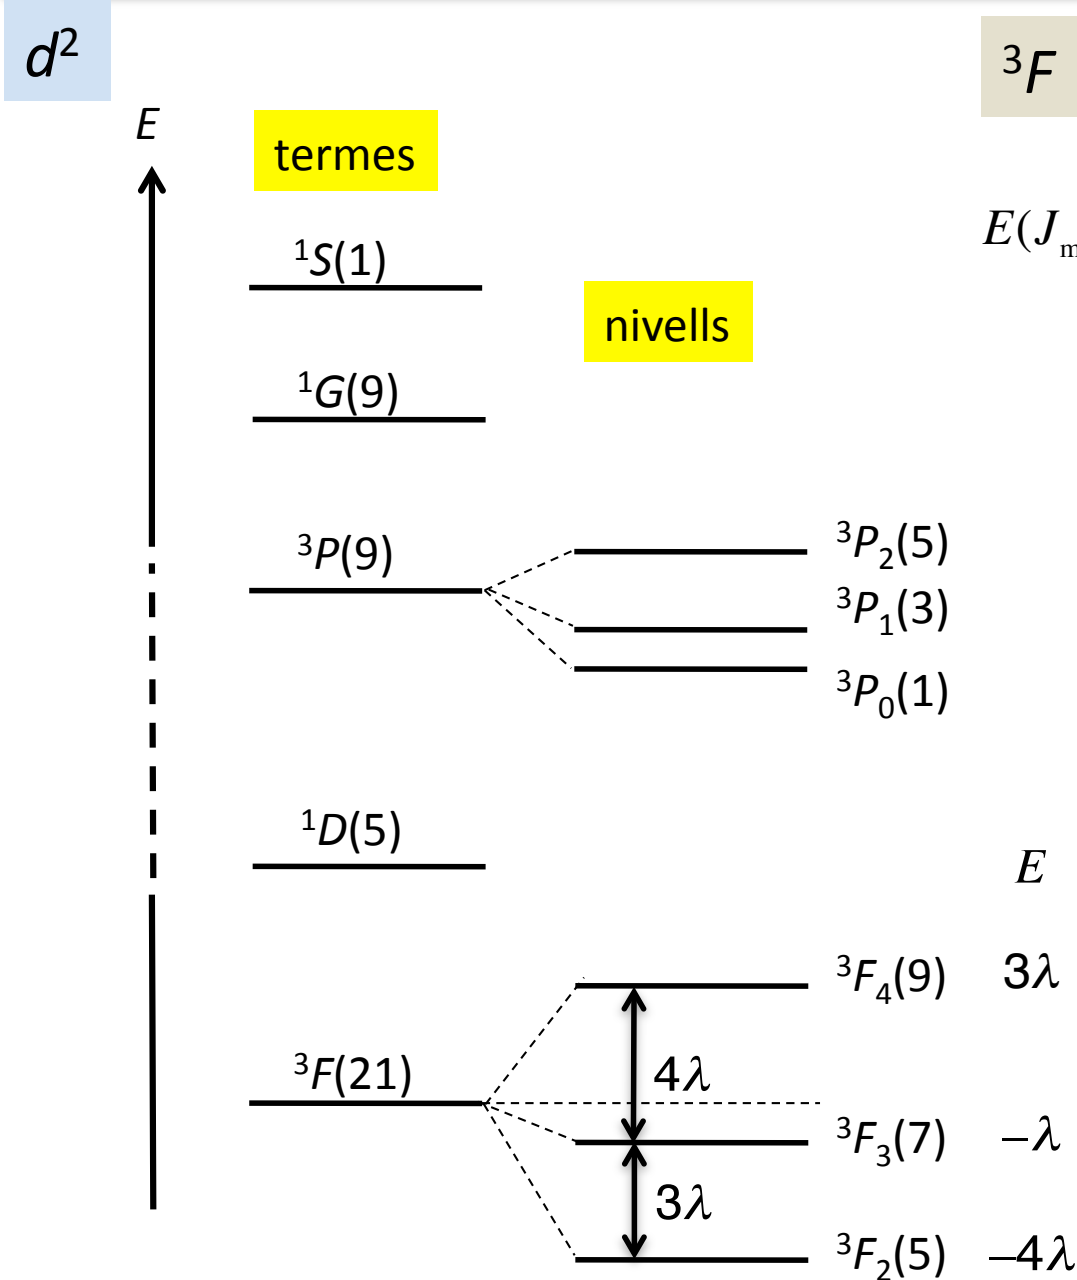 d²
³F
E
termes
E(Jₘ
¹S(1)
nivells
¹G(9)
³P(9)
³P₂(5)
³P₁(3)
³P₀(1)
¹D(5)
E
³F₄(9) 3λ
³F(21)
4λ
³F₃(7) −λ
3λ
³F₂(5) −4λ